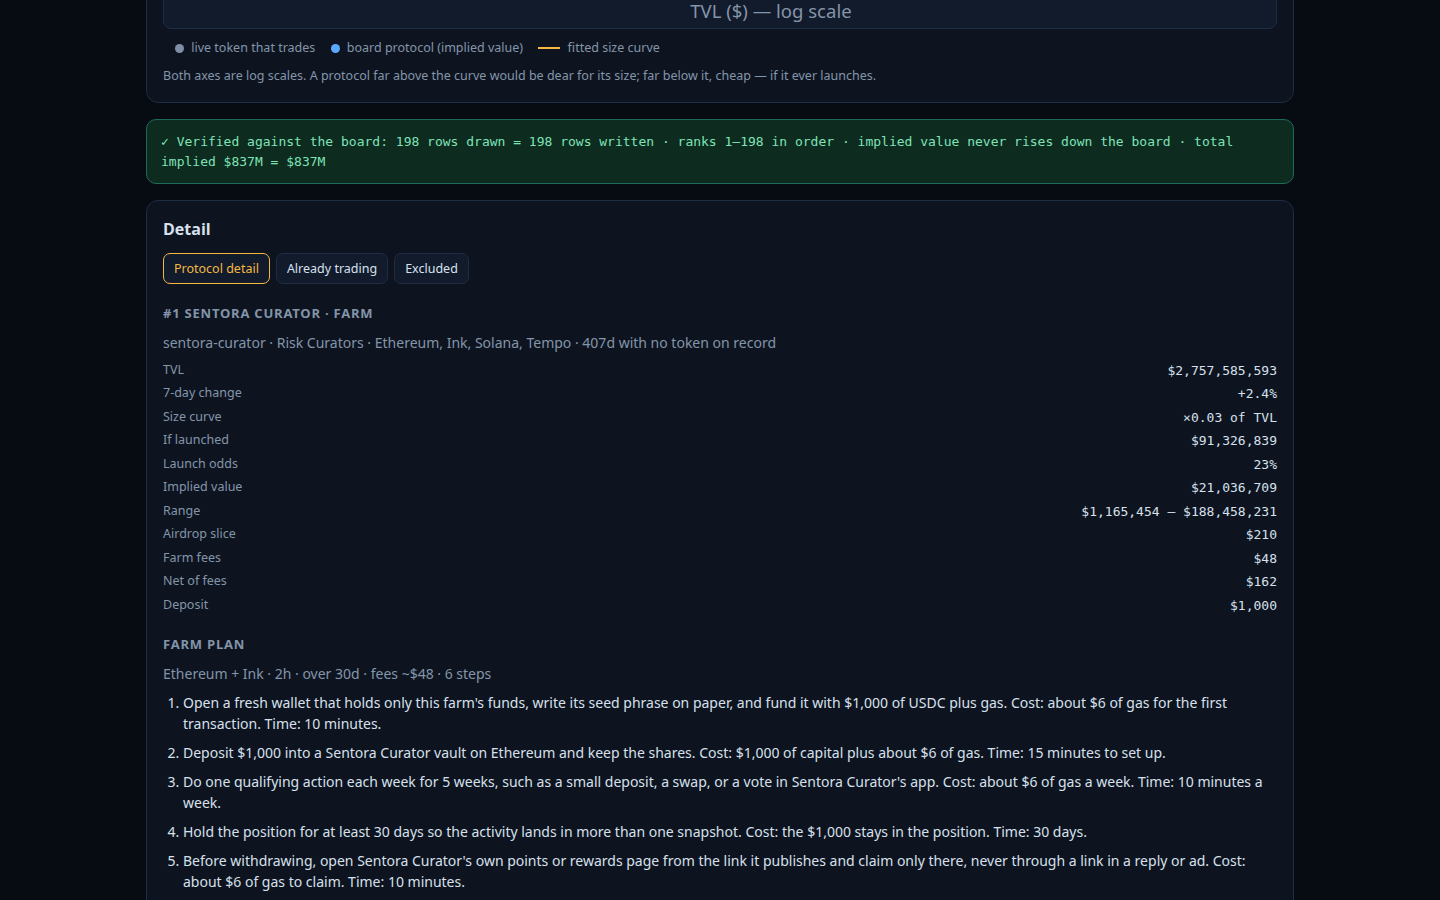 TVL ($) — log scale
live token that trades
board protocol (implied value)
fitted size curve
Both axes are log scales. A protocol far above the curve would be dear for its size; far below it, cheap — if it ever launches.
✓ Verified against the board: 198 rows drawn = 198 rows written · ranks 1–198 in order · implied value never rises down the board · total
implied $837M = $837M
Detail
Protocol detail
Already trading
Excluded
#1 SENTORA CURATOR · FARM
sentora-curator · Risk Curators · Ethereum, Ink, Solana, Tempo · 407d with no token on record
TVL $2,757,585,593
7-day change +2.4%
Size curve ×0.03 of TVL
If launched $91,326,839
Launch odds 23%
Implied value $21,036,709
Range $1,165,454 — $188,458,231
Airdrop slice $210
Farm fees $48
Net of fees $162
Deposit $1,000
FARM PLAN
Ethereum + Ink · 2h · over 30d · fees ~$48 · 6 steps
1. Open a fresh wallet that holds only this farm's funds, write its seed phrase on paper, and fund it with $1,000 of USDC plus gas. Cost: about $6 of gas for the first
transaction. Time: 10 minutes.
2. Deposit $1,000 into a Sentora Curator vault on Ethereum and keep the shares. Cost: $1,000 of capital plus about $6 of gas. Time: 15 minutes to set up.
3. Do one qualifying action each week for 5 weeks, such as a small deposit, a swap, or a vote in Sentora Curator's app. Cost: about $6 of gas a week. Time: 10 minutes a
week.
4. Hold the position for at least 30 days so the activity lands in more than one snapshot. Cost: the $1,000 stays in the position. Time: 30 days.
5. Before withdrawing, open Sentora Curator's own points or rewards page from the link it publishes and claim only there, never through a link in a reply or ad. Cost:
about $6 of gas to claim. Time: 10 minutes.